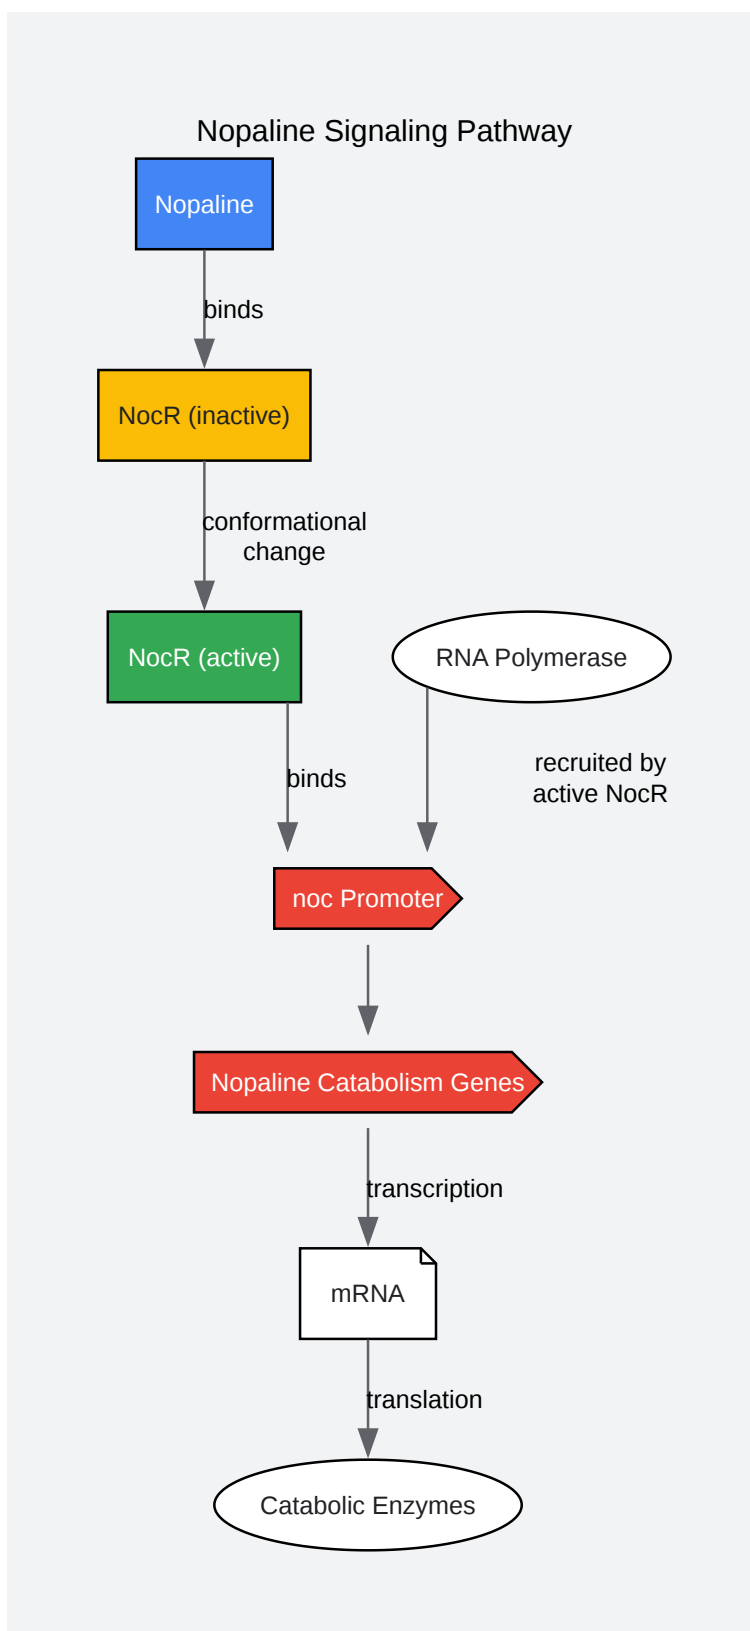 Nopaline Signaling Pathway
Nopaline
binds
NocR (inactive)
conformational
change
NocR (active)
RNA Polymerase
binds
recruited by
active NocR
noc Promoter
Nopaline Catabolism Genes
transcription
mRNA
translation
Catabolic Enzymes